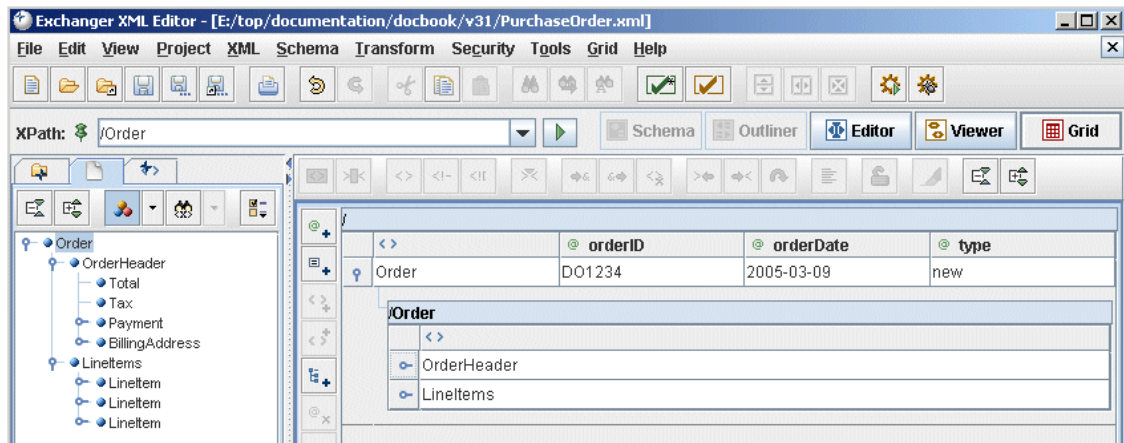 Exchanger XML Editor - [E:/top/documentation/docbook/v31/PurchaseOrder.xml]
File Edit View Project XML Schema Transform Security Tools Grid Help
XPath: /Order
Schema Outliner Editor Viewer Grid
/
<> @ orderID @ orderDate @ type
Order DO1234 2005-03-09 new
/Order
<>
OrderHeader
LineItems
Order
OrderHeader
Total
Tax
Payment
BillingAddress
LineItems
LineItem
LineItem
LineItem